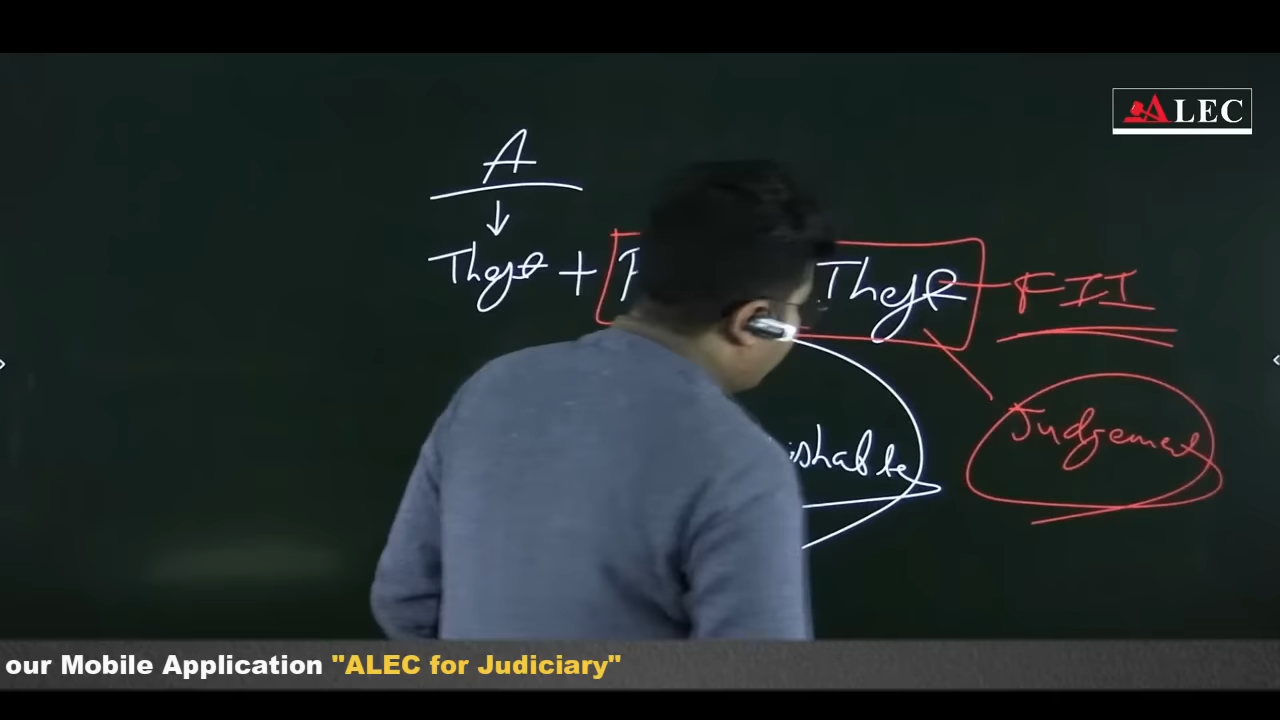 ALEC
A
Theft + Theft FII
Judgement
our Mobile Application "ALEC for Judiciary"